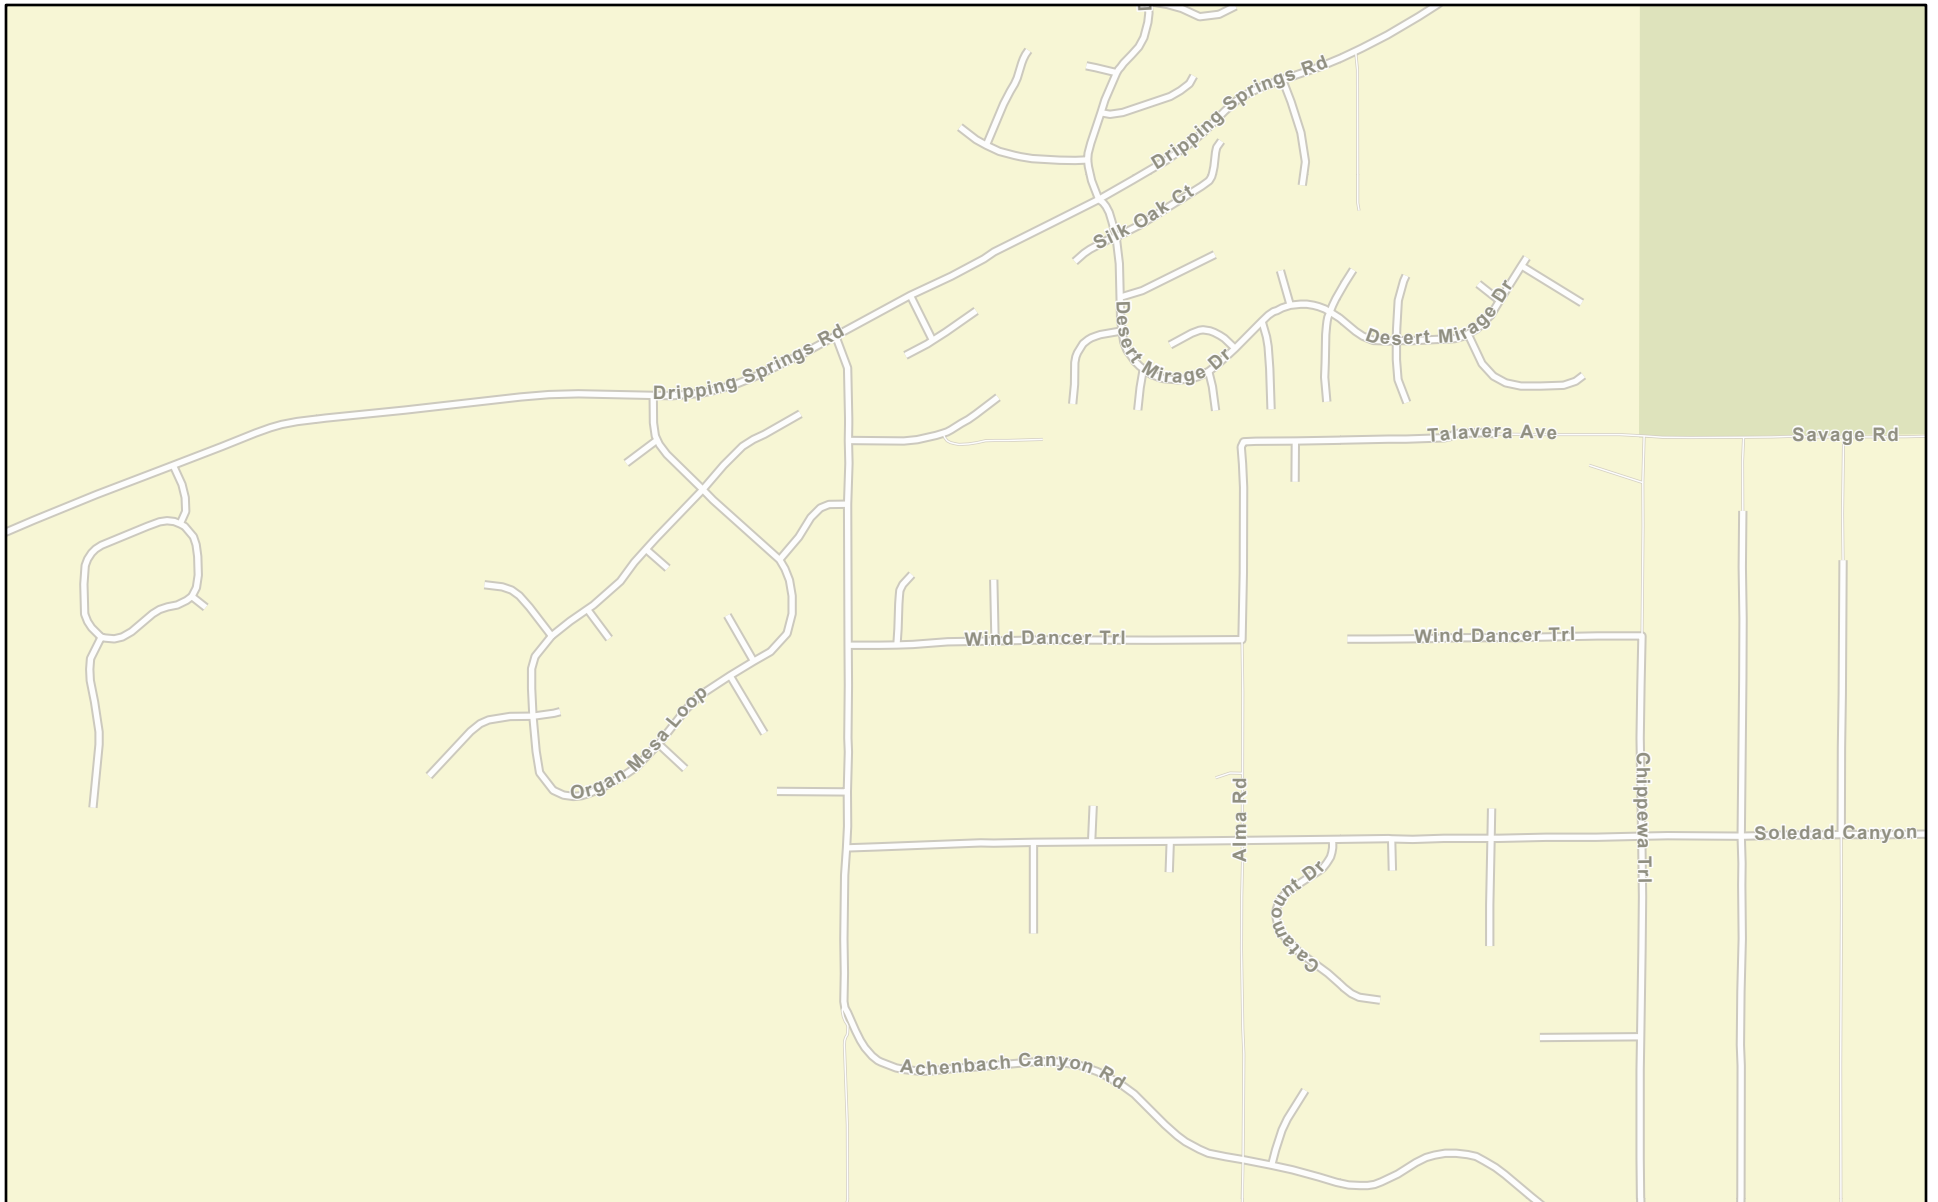 Dripping Springs Rd
Silk Oak Ct
Desert Mirage Dr
Desert Mirage Dr
Dripping Springs Rd
Talavera Ave
Savage Rd
Wind Dancer Trl
Wind Dancer Trl
Organ Mesa Loop
Alma Rd
Chippewa Trl
Soledad Canyon
Catamount Dr
Achenbach Canyon Rd